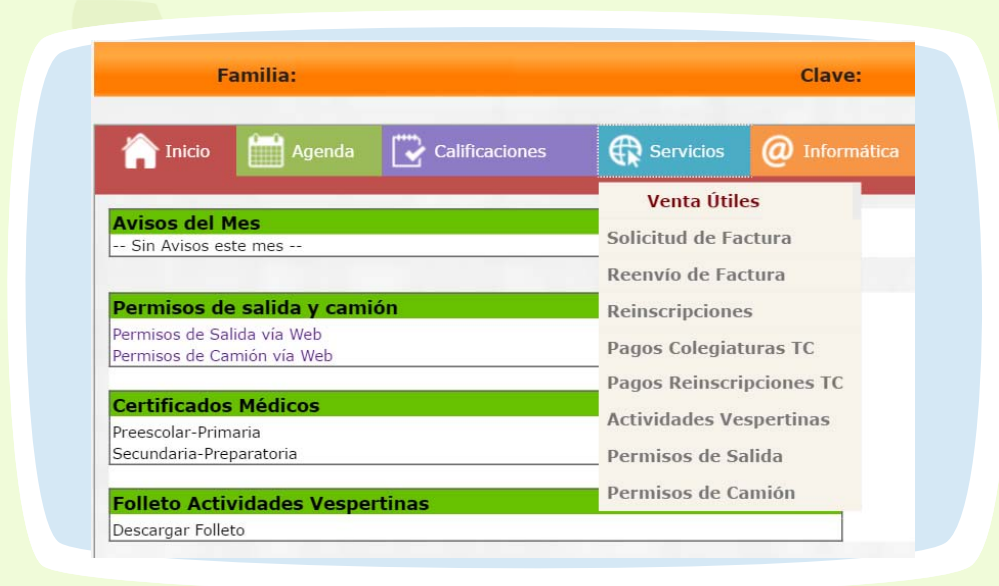 Familia: Clave:
Inicio Agenda Calificaciones Servicios @ Informática
Avisos del Mes
-- Sin Avisos este mes --
Permisos de salida y camión
Permisos de Salida vía Web
Permisos de Camión vía Web
Certificados Médicos
Preescolar-Primaria
Secundaria-Preparatoria
Folleto Actividades Vespertinas
Descargar Folleto
Venta Útiles
Solicitud de Factura
Reenvío de Factura
Reinscripciones
Pagos Colegiaturas TC
Pagos Reinscripciones TC
Actividades Vespertinas
Permisos de Salida
Permisos de Camión